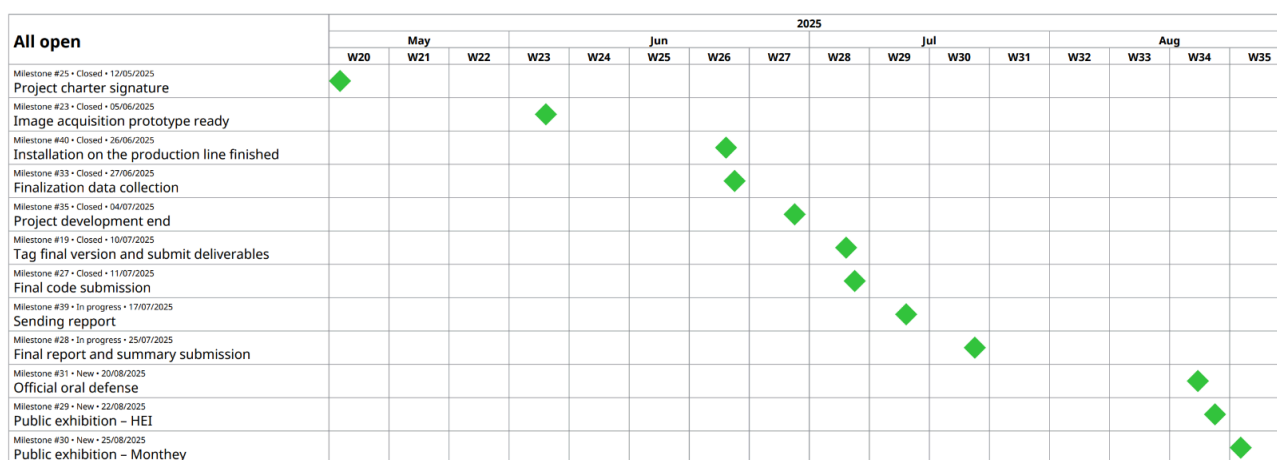 2025
All open
May Jun Jul Aug
W20 W21 W22 W23 W24 W25 W26 W27 W28 W29 W30 W31 W32 W33 W34 W35
Milestone #25 • Closed • 12/05/2025
Project charter signature
Milestone #23 • Closed • 05/06/2025
Image acquisition prototype ready
Milestone #40 • Closed • 26/06/2025
Installation on the production line finished
Milestone #33 • Closed • 27/06/2025
Finalization data collection
Milestone #35 • Closed • 04/07/2025
Project development end
Milestone #19 • Closed • 10/07/2025
Tag final version and submit deliverables
Milestone #27 • Closed • 11/07/2025
Final code submission
Milestone #39 • In progress • 17/07/2025
Sending repport
Milestone #28 • In progress • 25/07/2025
Final report and summary submission
Milestone #31 • New • 20/08/2025
Official oral defense
Milestone #29 • New • 22/08/2025
Public exhibition – HEI
Milestone #30 • New • 25/08/2025
Public exhibition – Monthey